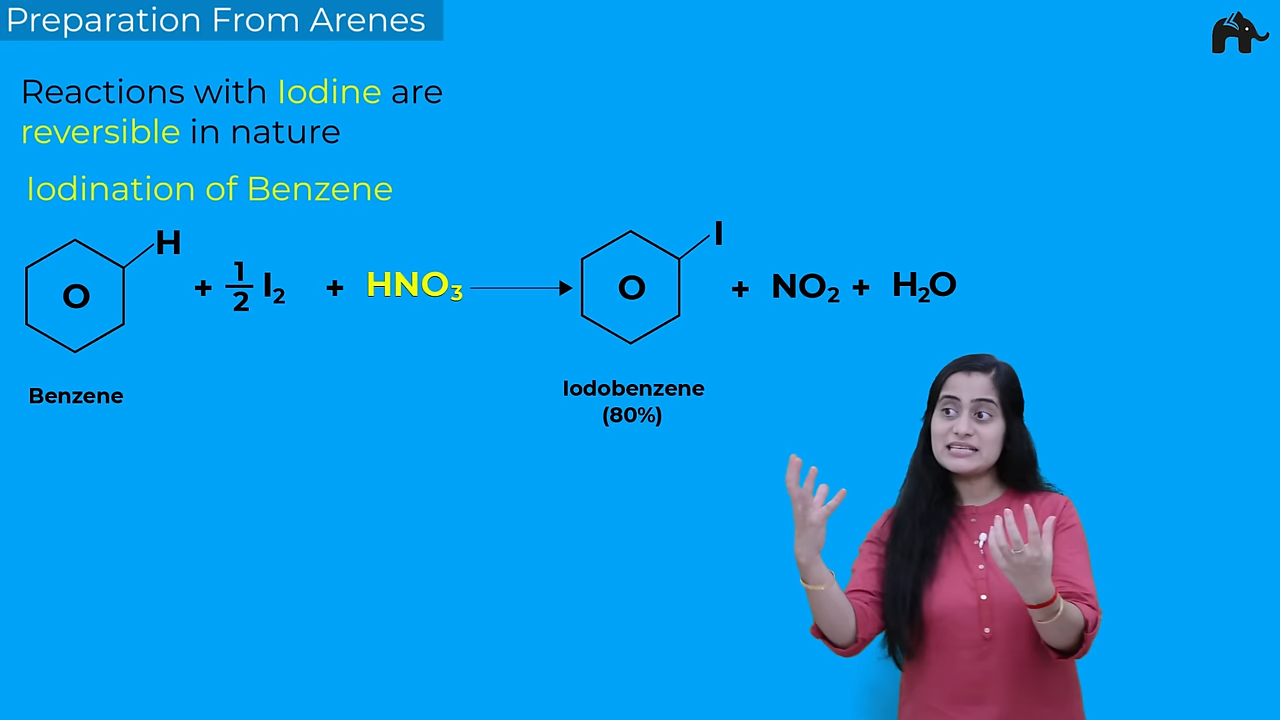 Preparation From Arenes
Reactions with Iodine are
reversible in nature
Iodination of Benzene
H
I
O + 1/2 I₂ + HNO₃ O + NO₂ + H₂O
Benzene
Iodobenzene
(80%)